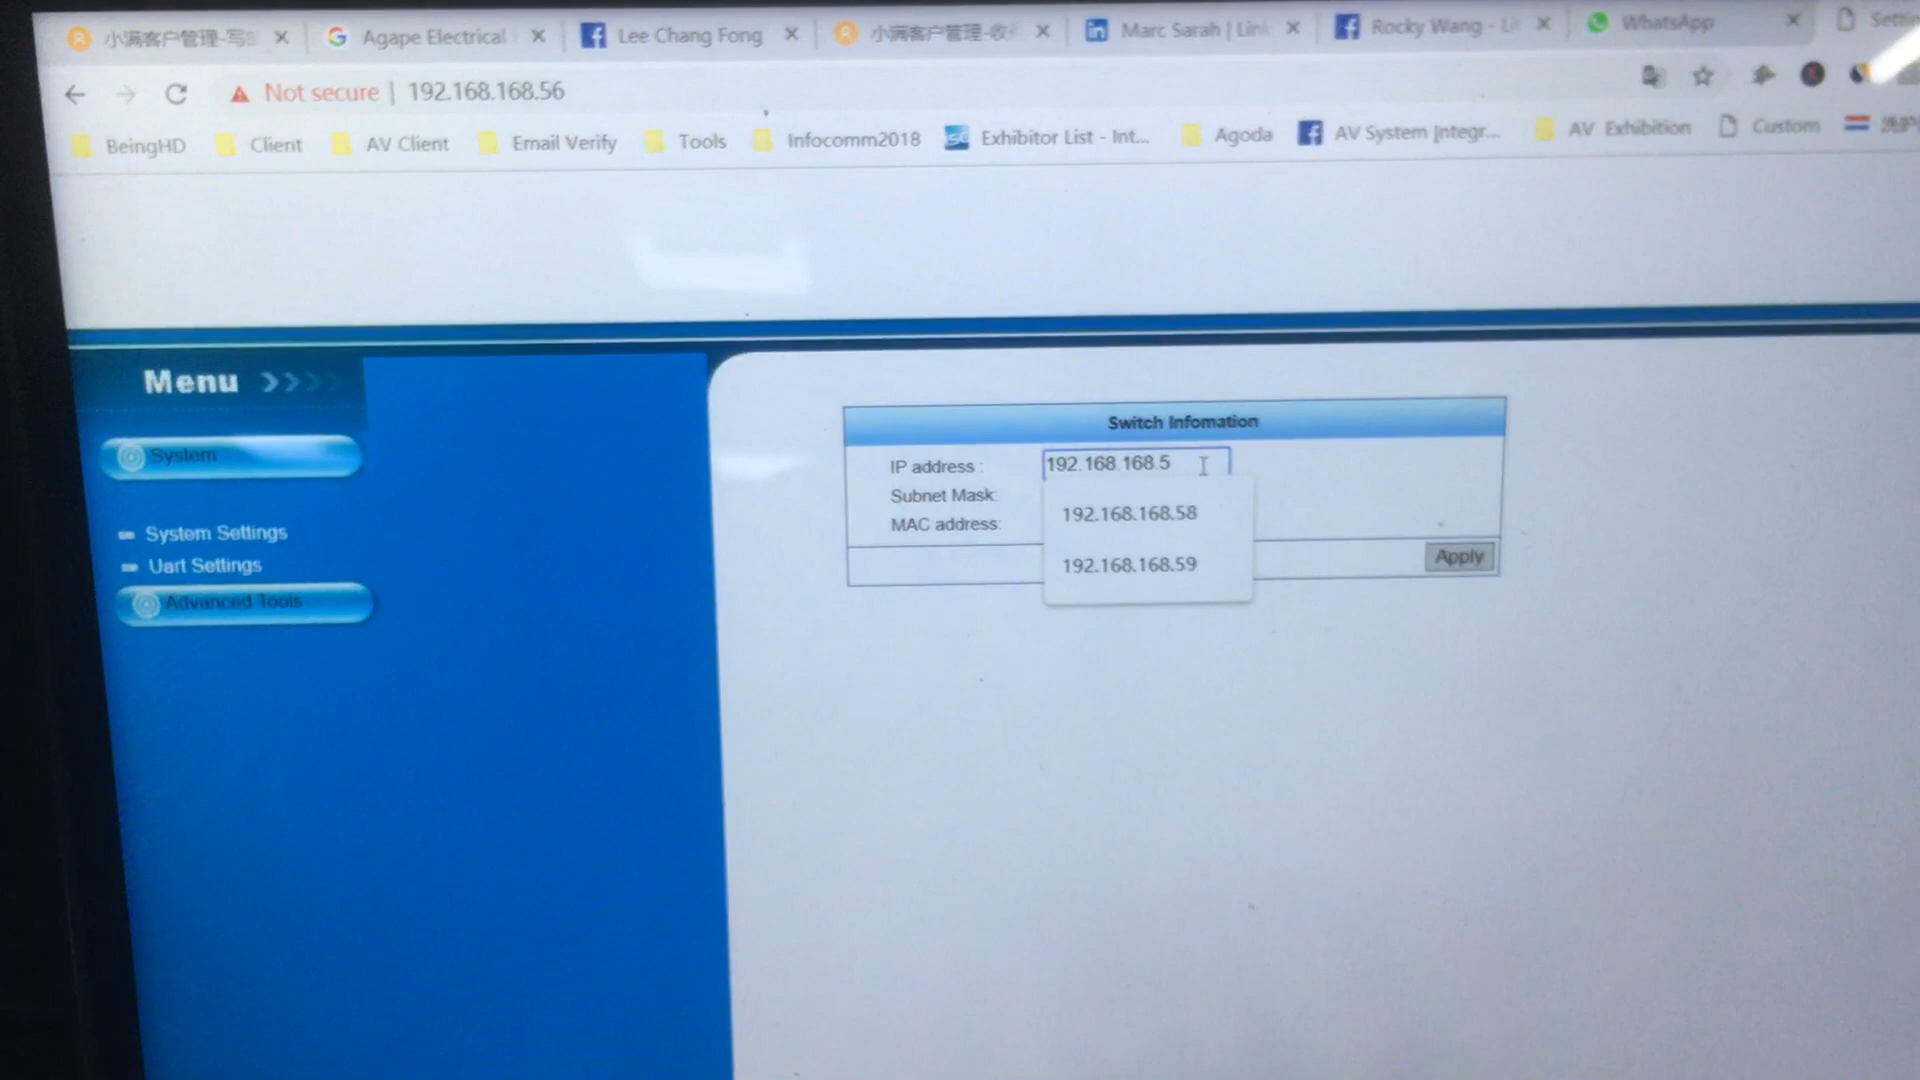 小满客户管理-写
Agape Electrical
Lee Chang Fong
小满客户管理-收
Marc Sarah | Link
Rocky Wang - Li
WhatsApp
Settin
Not secure | 192.168.168.56
BeingHD
Client
AV Client
Email Verify
Tools
Infocomm2018
Exhibitor List - Int...
Agoda
AV System Integr...
AV Exhibition
Custom
Menu
System
System Settings
Uart Settings
Advanced Tools
Switch Infomation
IP address : 192.168.168.5
Subnet Mask:
MAC address:
192.168.168.58
192.168.168.59
Apply